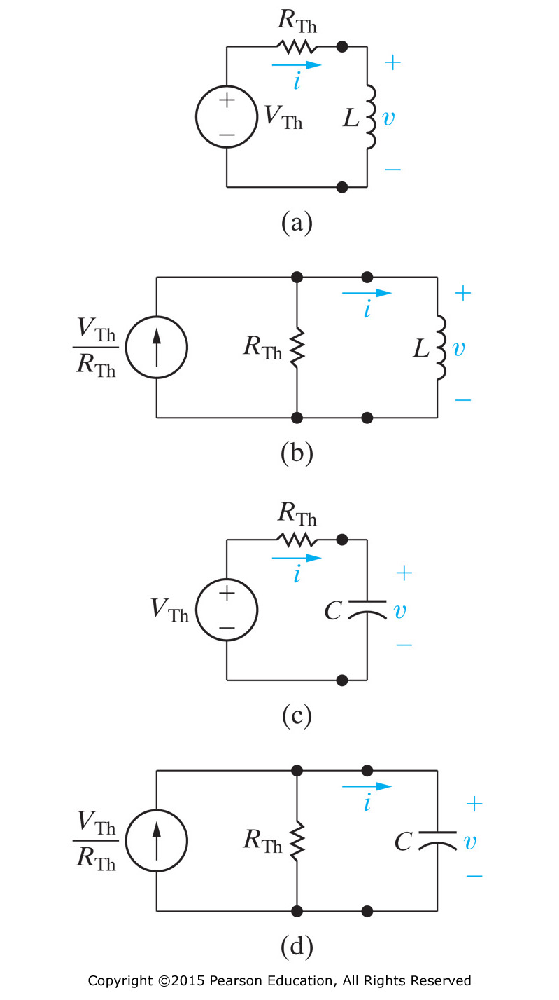 R_Th
i
+
−
V_Th
L
+
v
−
(a)
V_Th
R_Th
R_Th
i
L
+
v
−
(b)
R_Th
i
V_Th
+
−
C
+
v
−
(c)
V_Th
R_Th
R_Th
i
C
+
v
−
(d)
Copyright ©2015 Pearson Education, All Rights Reserved